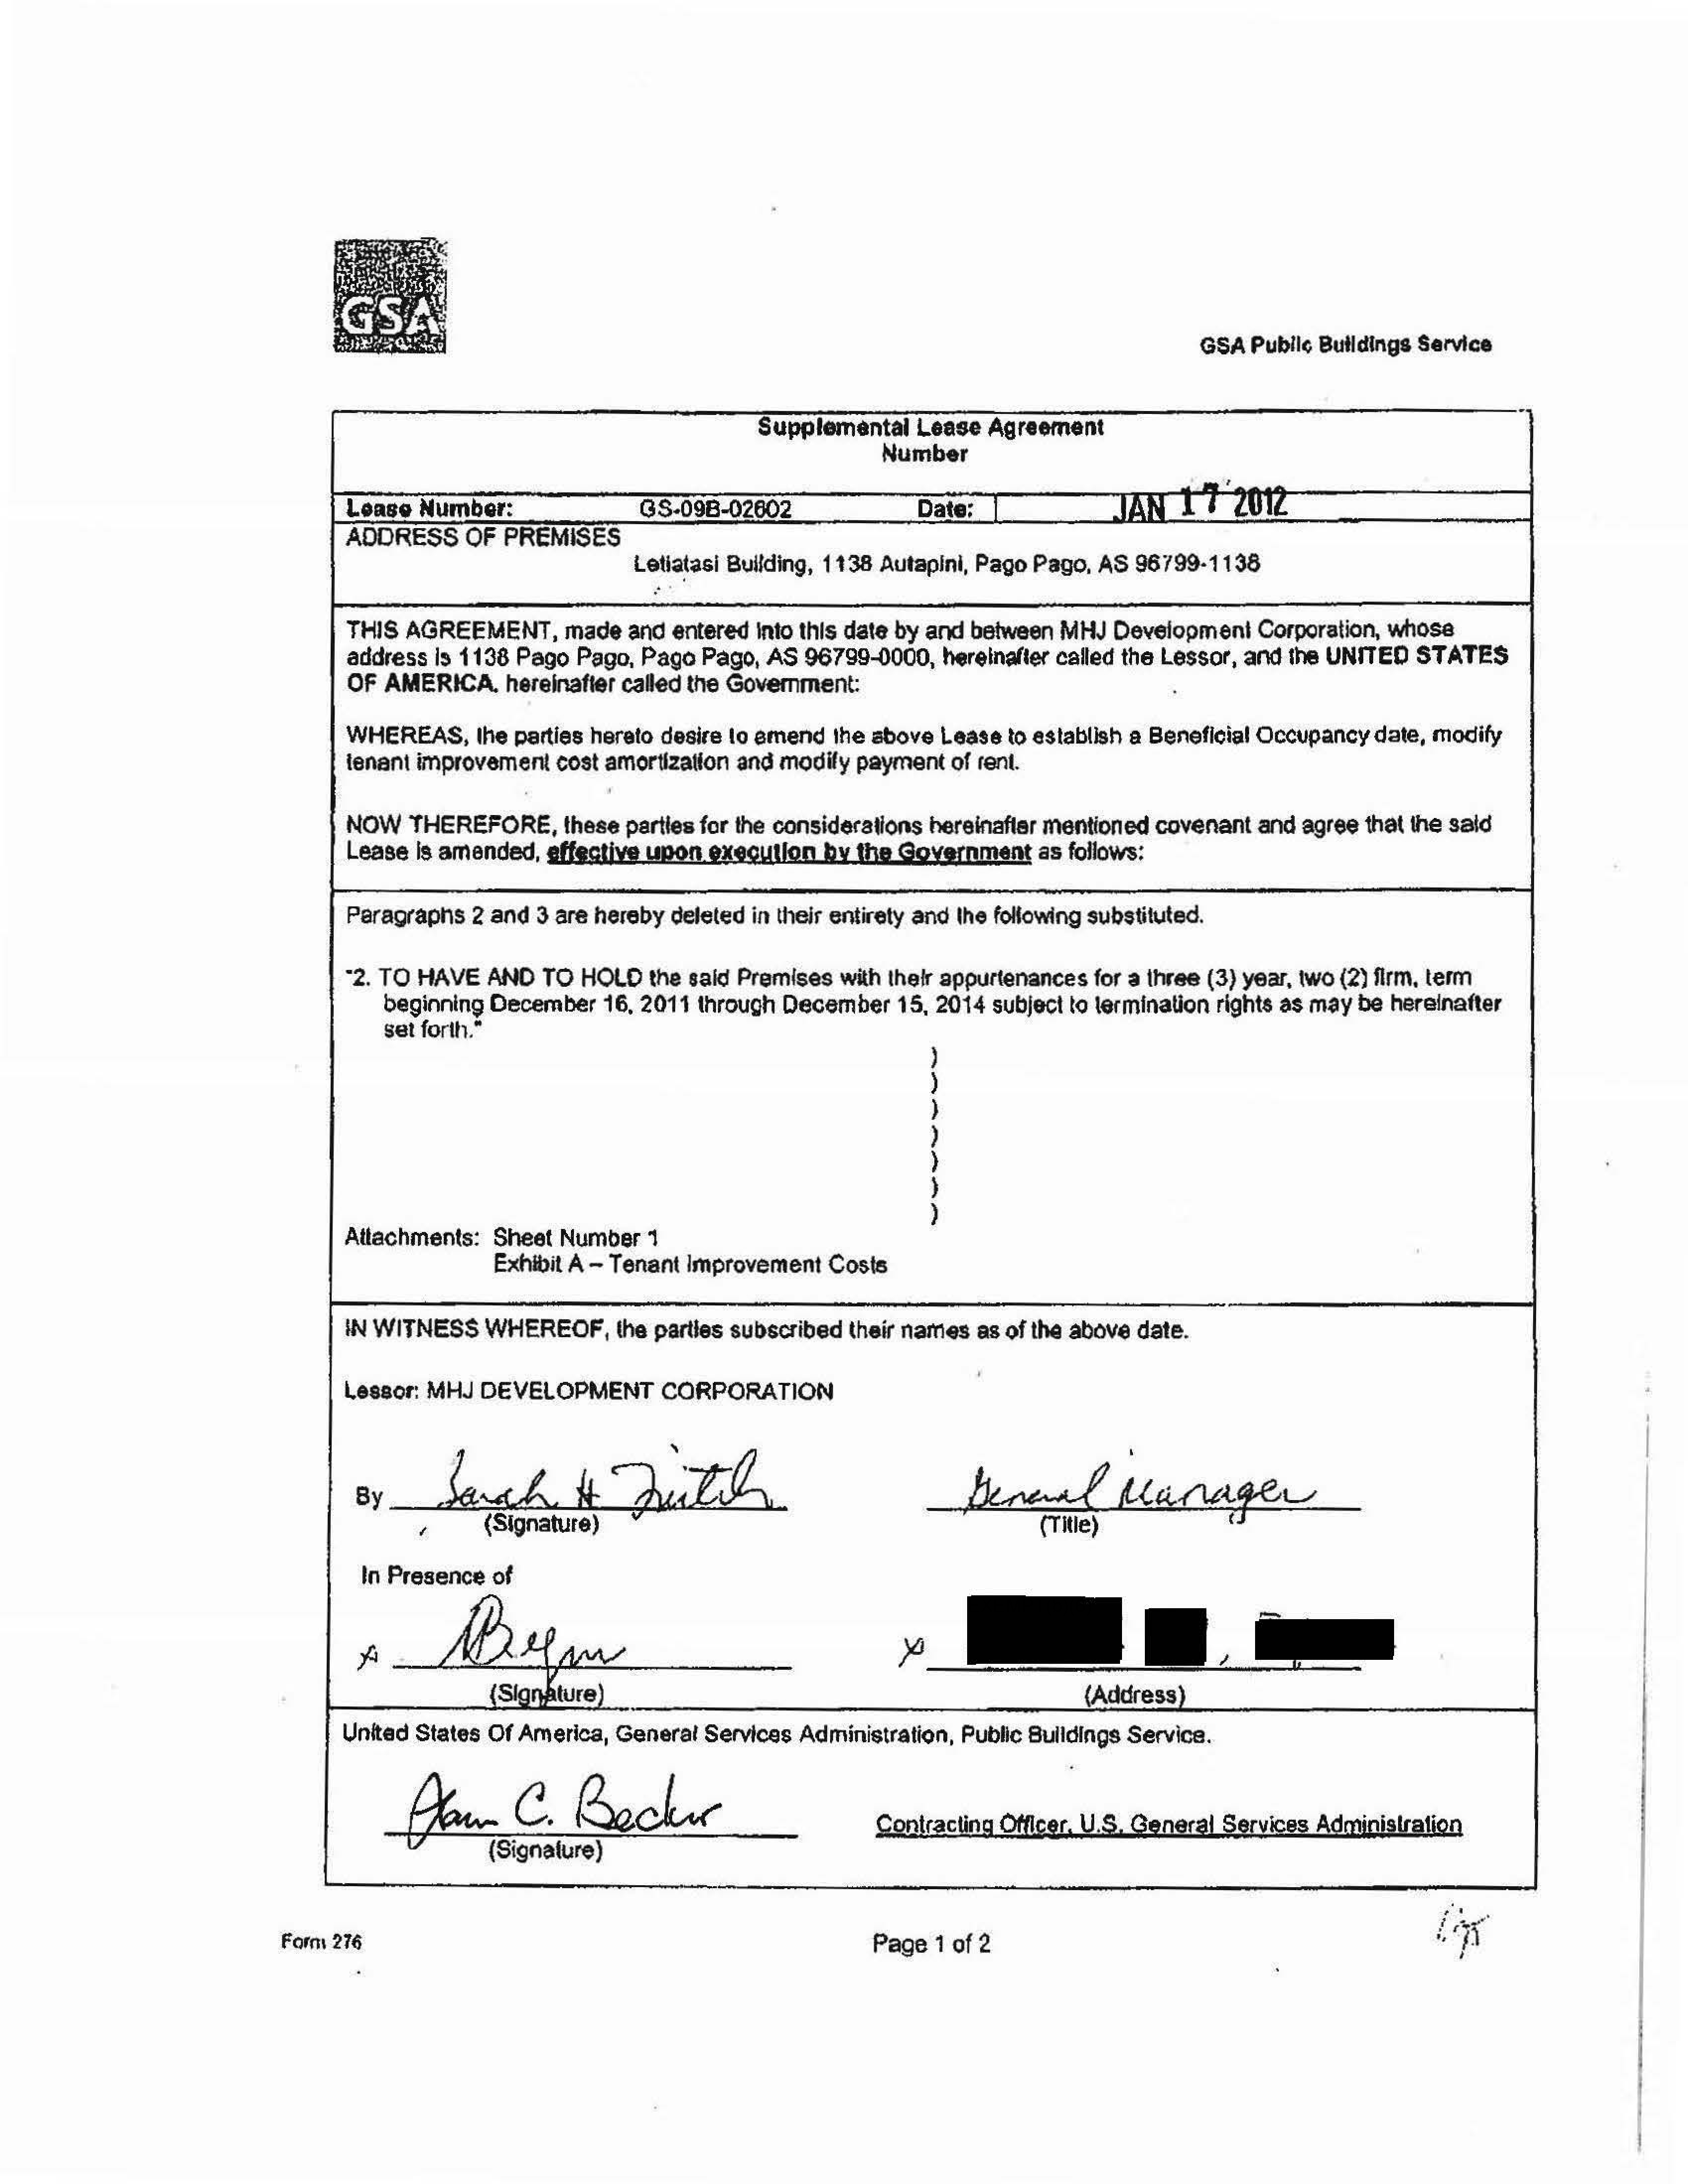 GSA
GSA Public Buildings Service
Supplemental Lease Agreement
Number
Lease Number: GS-09B-02602 Date: JAN 17 2012
ADDRESS OF PREMISES
Letiatasi Building, 1138 Autapini, Pago Pago, AS 96799-1138
THIS AGREEMENT, made and entered into this date by and between MHJ Development Corporation, whose
address is 1138 Pago Pago, Pago Pago, AS 96799-0000, hereinafter called the Lessor, and the UNITED STATES
OF AMERICA, hereinafter called the Government:
WHEREAS, the parties hereto desire to amend the above Lease to establish a Beneficial Occupancy date, modify
tenant improvement cost amortization and modify payment of rent.
NOW THEREFORE, these parties for the considerations hereinafter mentioned covenant and agree that the said
Lease is amended, effective upon execution by the Government as follows:
Paragraphs 2 and 3 are hereby deleted in their entirety and the following substituted.
"2. TO HAVE AND TO HOLD the said Premises with their appurtenances for a three (3) year, two (2) firm, term
beginning December 16, 2011 through December 15, 2014 subject to termination rights as may be hereinafter
set forth."
)
)
)
)
)
)
)
Attachments: Sheet Number 1
Exhibit A – Tenant Improvement Costs
IN WITNESS WHEREOF, the parties subscribed their names as of the above date.
Lessor: MHJ DEVELOPMENT CORPORATION
By Sarah H General Manager
(Signature) (Title)
In Presence of
x x
(Signature) (Address)
United States Of America, General Services Administration, Public Buildings Service.
C. Becker Contracting Officer, U.S. General Services Administration
(Signature)
Form 276 Page 1 of 2